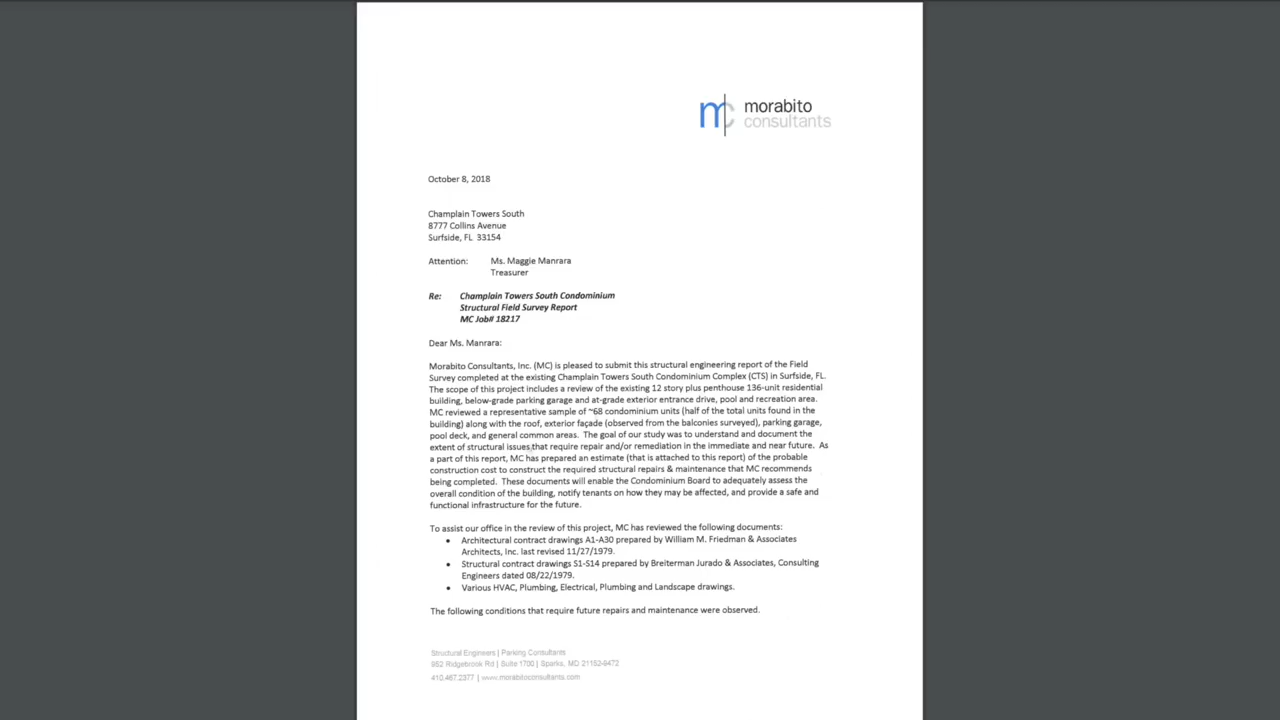 morabito
consultants
October 8, 2018
Champlain Towers South
8777 Collins Avenue
Surfside, FL 33154
Attention: Ms. Maggie Manrara
Treasurer
Re: Champlain Towers South Condominium
Structural Field Survey Report
MC Job# 18217
Dear Ms. Manrara:
Morabito Consultants, Inc. (MC) is pleased to submit this structural engineering report of the Field
Survey completed at the existing Champlain Towers South Condominium Complex (CTS) in Surfside, FL.
The scope of this project includes a review of the existing 12 story plus penthouse 136-unit residential
building, below-grade parking garage and at-grade exterior entrance drive, pool and recreation area.
MC reviewed a representative sample of ~68 condominium units (half of the total units found in the
building) along with the roof, exterior façade (observed from the balconies surveyed), parking garage,
pool deck, and general common areas. The goal of our study was to understand and document the
extent of structural issues that require repair and/or remediation in the immediate and near future. As
a part of this report, MC has prepared an estimate (that is attached to this report) of the probable
construction cost to construct the required structural repairs & maintenance that MC recommends
being completed. These documents will enable the Condominium Board to adequately assess the
overall condition of the building, notify tenants on how they may be affected, and provide a safe and
functional infrastructure for the future.
To assist our office in the review of this project, MC has reviewed the following documents:
• Architectural contract drawings A1-A30 prepared by William M. Friedman & Associates
Architects, Inc. last revised 11/27/1979.
• Structural contract drawings S1-S14 prepared by Breiterman Jurado & Associates, Consulting
Engineers dated 08/22/1979.
• Various HVAC, Plumbing, Electrical, Plumbing and Landscape drawings.
The following conditions that require future repairs and maintenance were observed.
Structural Engineers | Parking Consultants
952 Ridgebrook Rd | Suite 1700 | Sparks, MD 21152-9472
410.467.2377 | www.morabitoconsultants.com